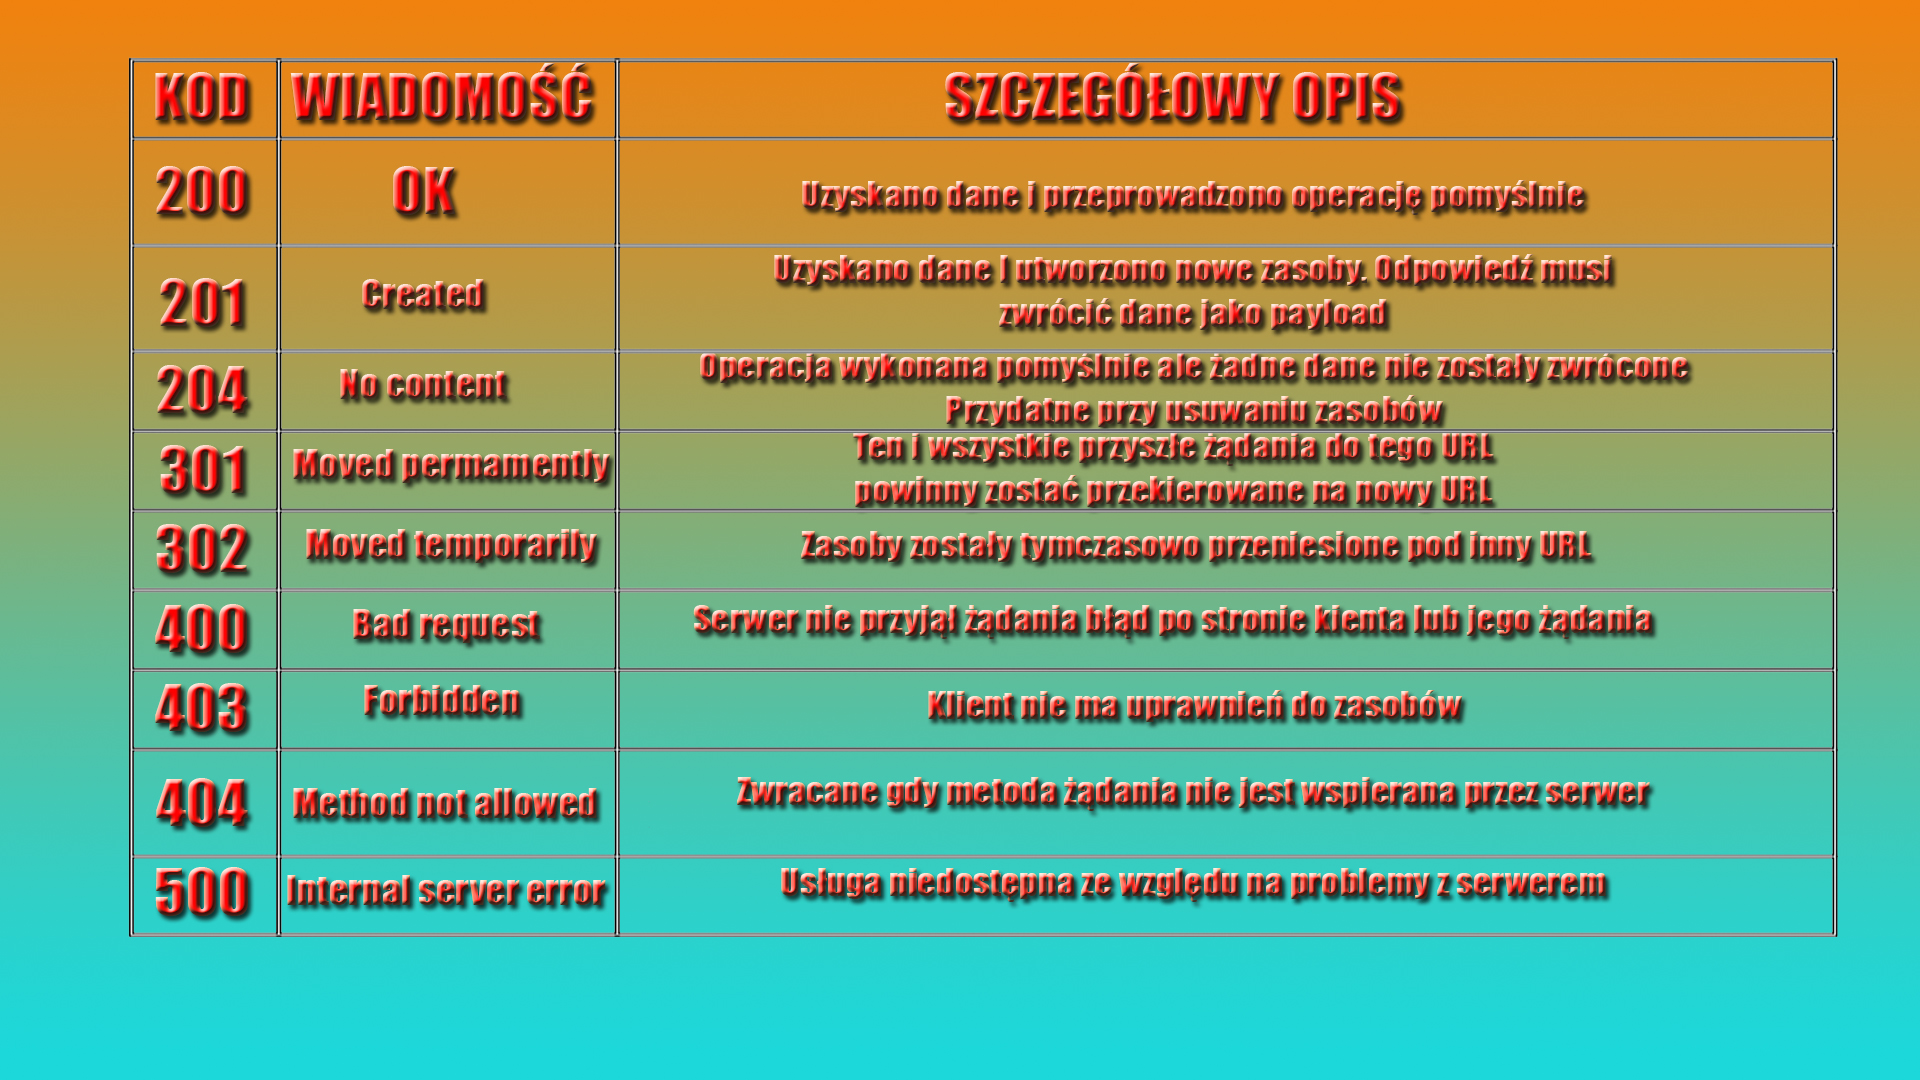 KOD WIADOMOŚĆ SZCZEGÓŁOWY OPIS
200 OK Uzyskano dane i przeprowadzono operację pomyślnie
201 Created Uzyskano dane I utworzono nowe zasoby. Odpowiedź musi
zwrócić dane jako payload
204 No content Operacja wykonana pomyślnie ale żadne dane nie zostały zwrócone
Przydatne przy usuwaniu zasobów
301 Moved permamently Ten i wszystkie przyszłe żądania do tego URL
powinny zostać przekierowane na nowy URL
302 Moved temporarily Zasoby zostały tymczasowo przeniesione pod inny URL
400 Bad request Serwer nie przyjął żądania błąd po stronie klienta lub jego żądania
403 Forbidden Klient nie ma uprawnień do zasobów
404 Method not allowed Zwracane gdy metoda żądania nie jest wspierana przez serwer
500 Internal server error Usługa niedostępna ze względu na problemy z serwerem